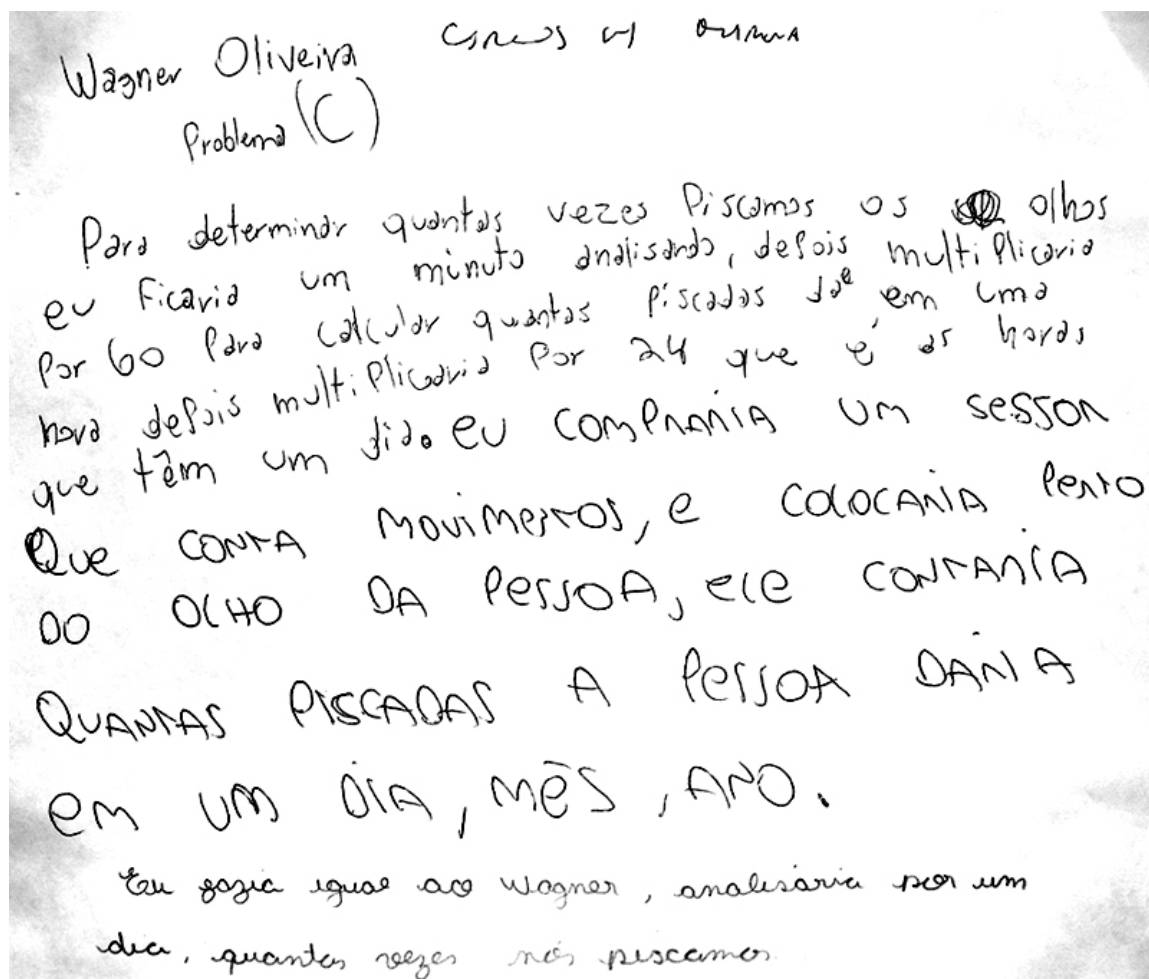 Wagner Oliveira
Problema (C)
Para determinar quantas vezes Piscamos os olhos
eu Ficaria um minuto analisando, depois multiplicaria
Por 60 Para calcular quantas piscadas dá em uma
hora depois multiplicaria Por 24 que é as horas
que têm um dia. eu COMPRARIA UM SESSOR
QUE CONTA MOVIMENTOS, e COLOCARIA PERTO
DO OLHO DA PESSOA, ELE CONTARIA
QUANTAS PISCADAS A PESSOA DARIA
EM UM DIA, MÊS, ANO.
Eu fazia igual ao Wagner, analisaria por um
dia, quantas vezes nós piscamos